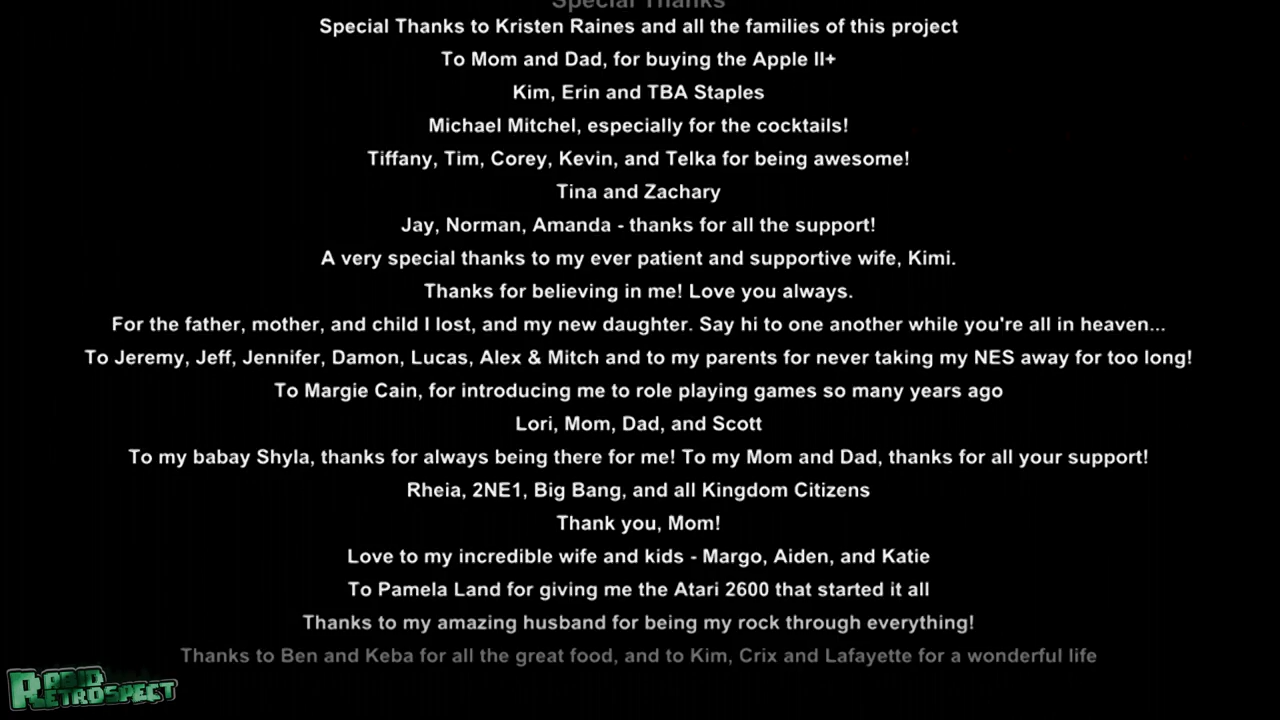 Special Thanks
Special Thanks to Kristen Raines and all the families of this project
To Mom and Dad, for buying the Apple II+
Kim, Erin and TBA Staples
Michael Mitchel, especially for the cocktails!
Tiffany, Tim, Corey, Kevin, and Telka for being awesome!
Tina and Zachary
Jay, Norman, Amanda - thanks for all the support!
A very special thanks to my ever patient and supportive wife, Kimi.
Thanks for believing in me! Love you always.
For the father, mother, and child I lost, and my new daughter. Say hi to one another while you're all in heaven...
To Jeremy, Jeff, Jennifer, Damon, Lucas, Alex & Mitch and to my parents for never taking my NES away for too long!
To Margie Cain, for introducing me to role playing games so many years ago
Lori, Mom, Dad, and Scott
To my babay Shyla, thanks for always being there for me! To my Mom and Dad, thanks for all your support!
Rheia, 2NE1, Big Bang, and all Kingdom Citizens
Thank you, Mom!
Love to my incredible wife and kids - Margo, Aiden, and Katie
To Pamela Land for giving me the Atari 2600 that started it all
Thanks to my amazing husband for being my rock through everything!
Thanks to Ben and Keba for all the great food, and to Kim, Crix and Lafayette for a wonderful life
RABID
RETROSPECT